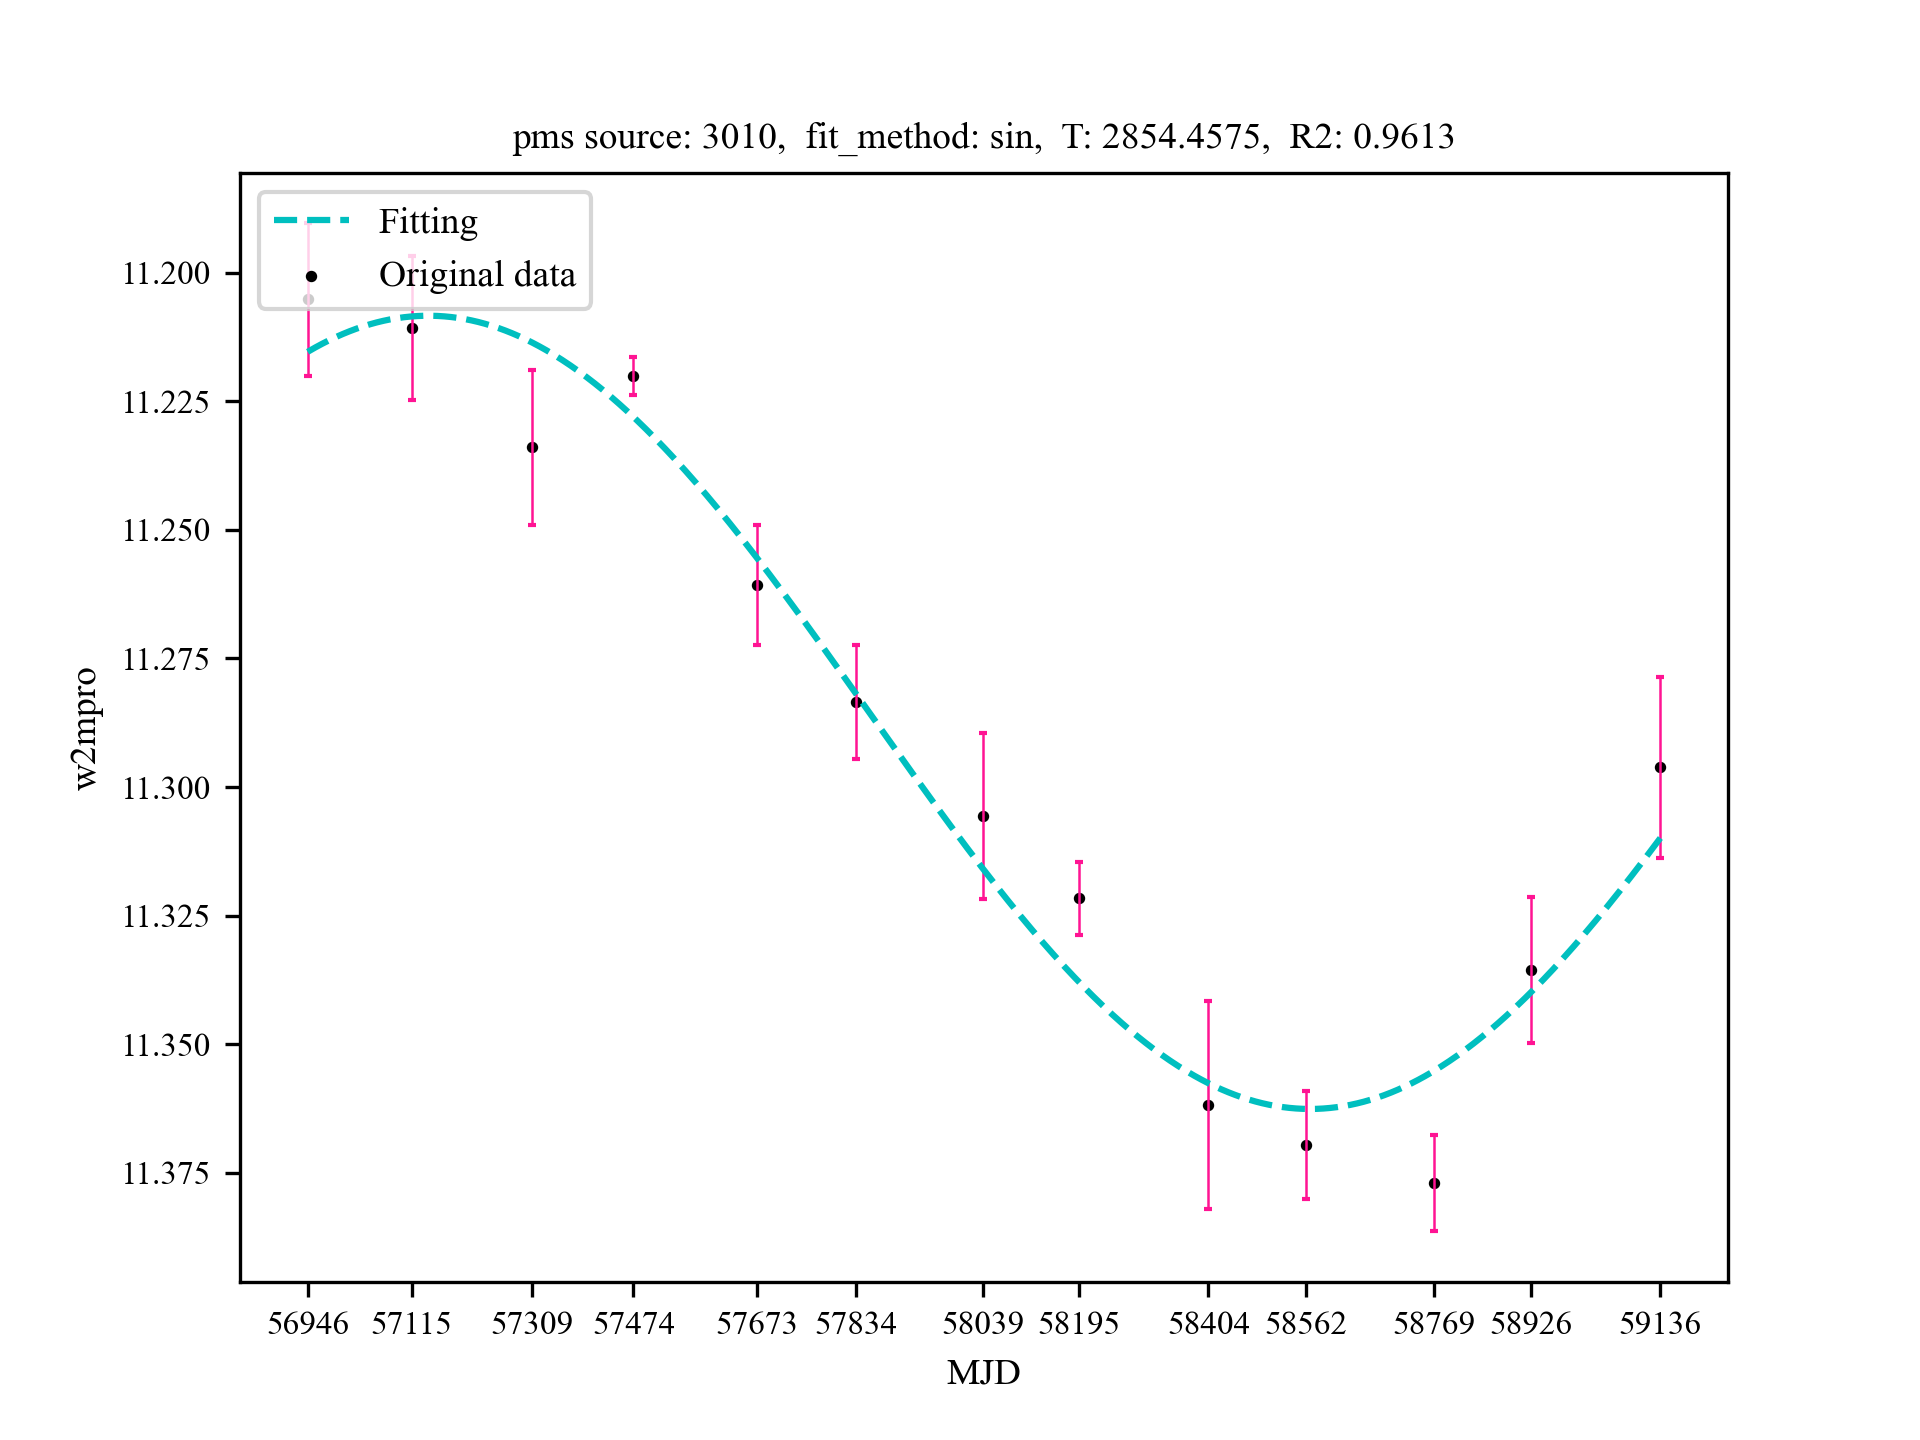 pms source: 3010,  fit_method: sin,  T: 2854.4575,  R2: 0.9613
Fitting
Original data
11.200
11.225
11.250
11.275
11.300
11.325
11.350
11.375
w2mpro
56946 57115 57309 57474 57673 57834 58039 58195 58404 58562 58769 58926 59136
MJD